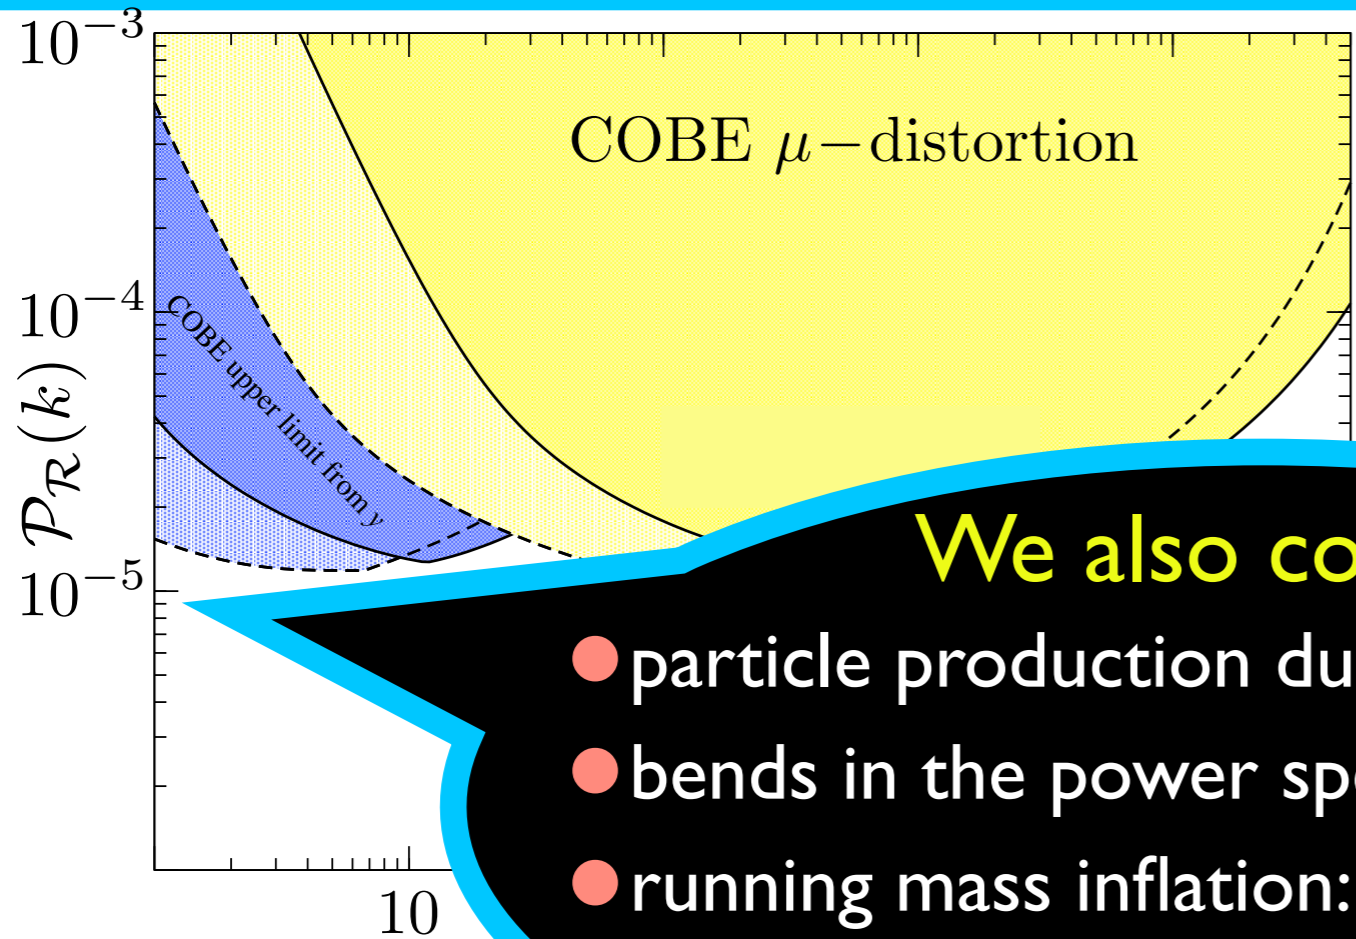 10⁻³
COBE μ−distortion
10⁻⁴
COBE upper limit from y
𝒫_ℛ(k)
10⁻⁵
We also co
particle production du
bends in the power spe
running mass inflation:
10